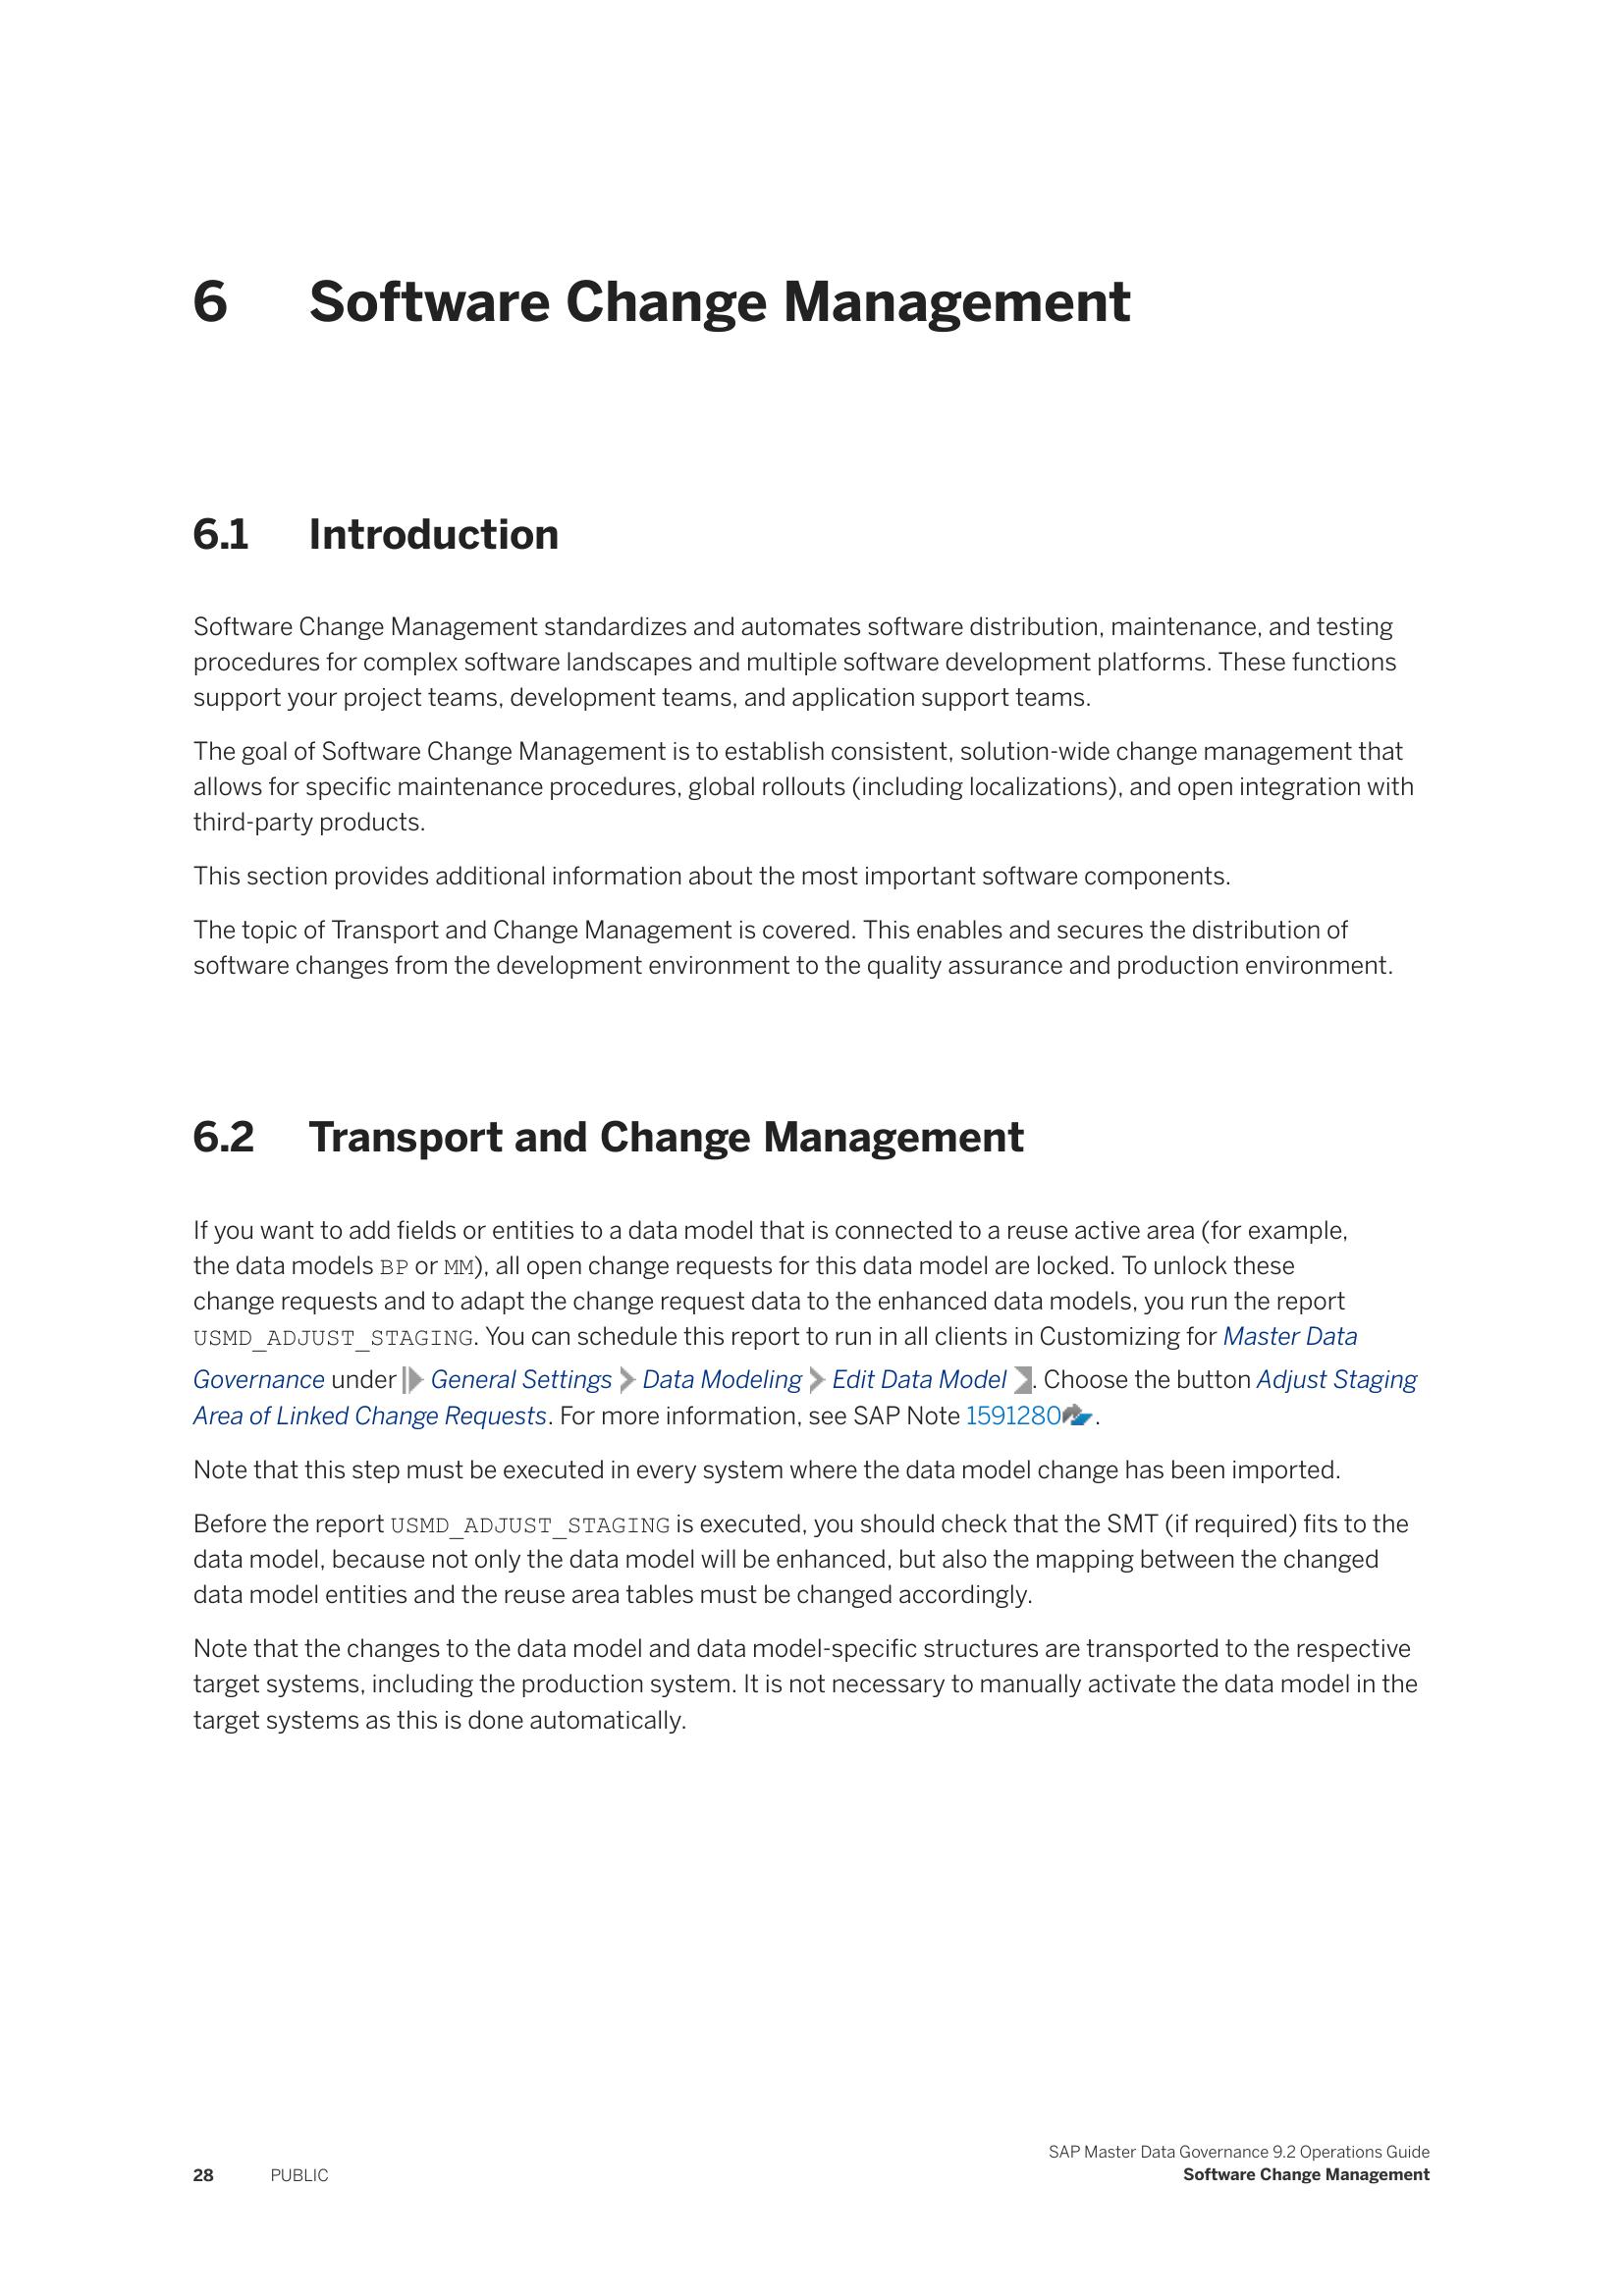 6 Software Change Management
6.1 Introduction
Software Change Management standardizes and automates software distribution, maintenance, and testing
procedures for complex software landscapes and multiple software development platforms. These functions
support your project teams, development teams, and application support teams.
The goal of Software Change Management is to establish consistent, solution-wide change management that
allows for specific maintenance procedures, global rollouts (including localizations), and open integration with
third-party products.
This section provides additional information about the most important software components.
The topic of Transport and Change Management is covered. This enables and secures the distribution of
software changes from the development environment to the quality assurance and production environment.
6.2 Transport and Change Management
If you want to add fields or entities to a data model that is connected to a reuse active area (for example,
the data models BP or MM), all open change requests for this data model are locked. To unlock these
change requests and to adapt the change request data to the enhanced data models, you run the report
USMD_ADJUST_STAGING. You can schedule this report to run in all clients in Customizing for Master Data
Governance under General Settings Data Modeling Edit Data Model . Choose the button Adjust Staging
Area of Linked Change Requests. For more information, see SAP Note 1591280 .
Note that this step must be executed in every system where the data model change has been imported.
Before the report USMD_ADJUST_STAGING is executed, you should check that the SMT (if required) fits to the
data model, because not only the data model will be enhanced, but also the mapping between the changed
data model entities and the reuse area tables must be changed accordingly.
Note that the changes to the data model and data model-specific structures are transported to the respective
target systems, including the production system. It is not necessary to manually activate the data model in the
target systems as this is done automatically.
SAP Master Data Governance 9.2 Operations Guide
28 PUBLIC Software Change Management